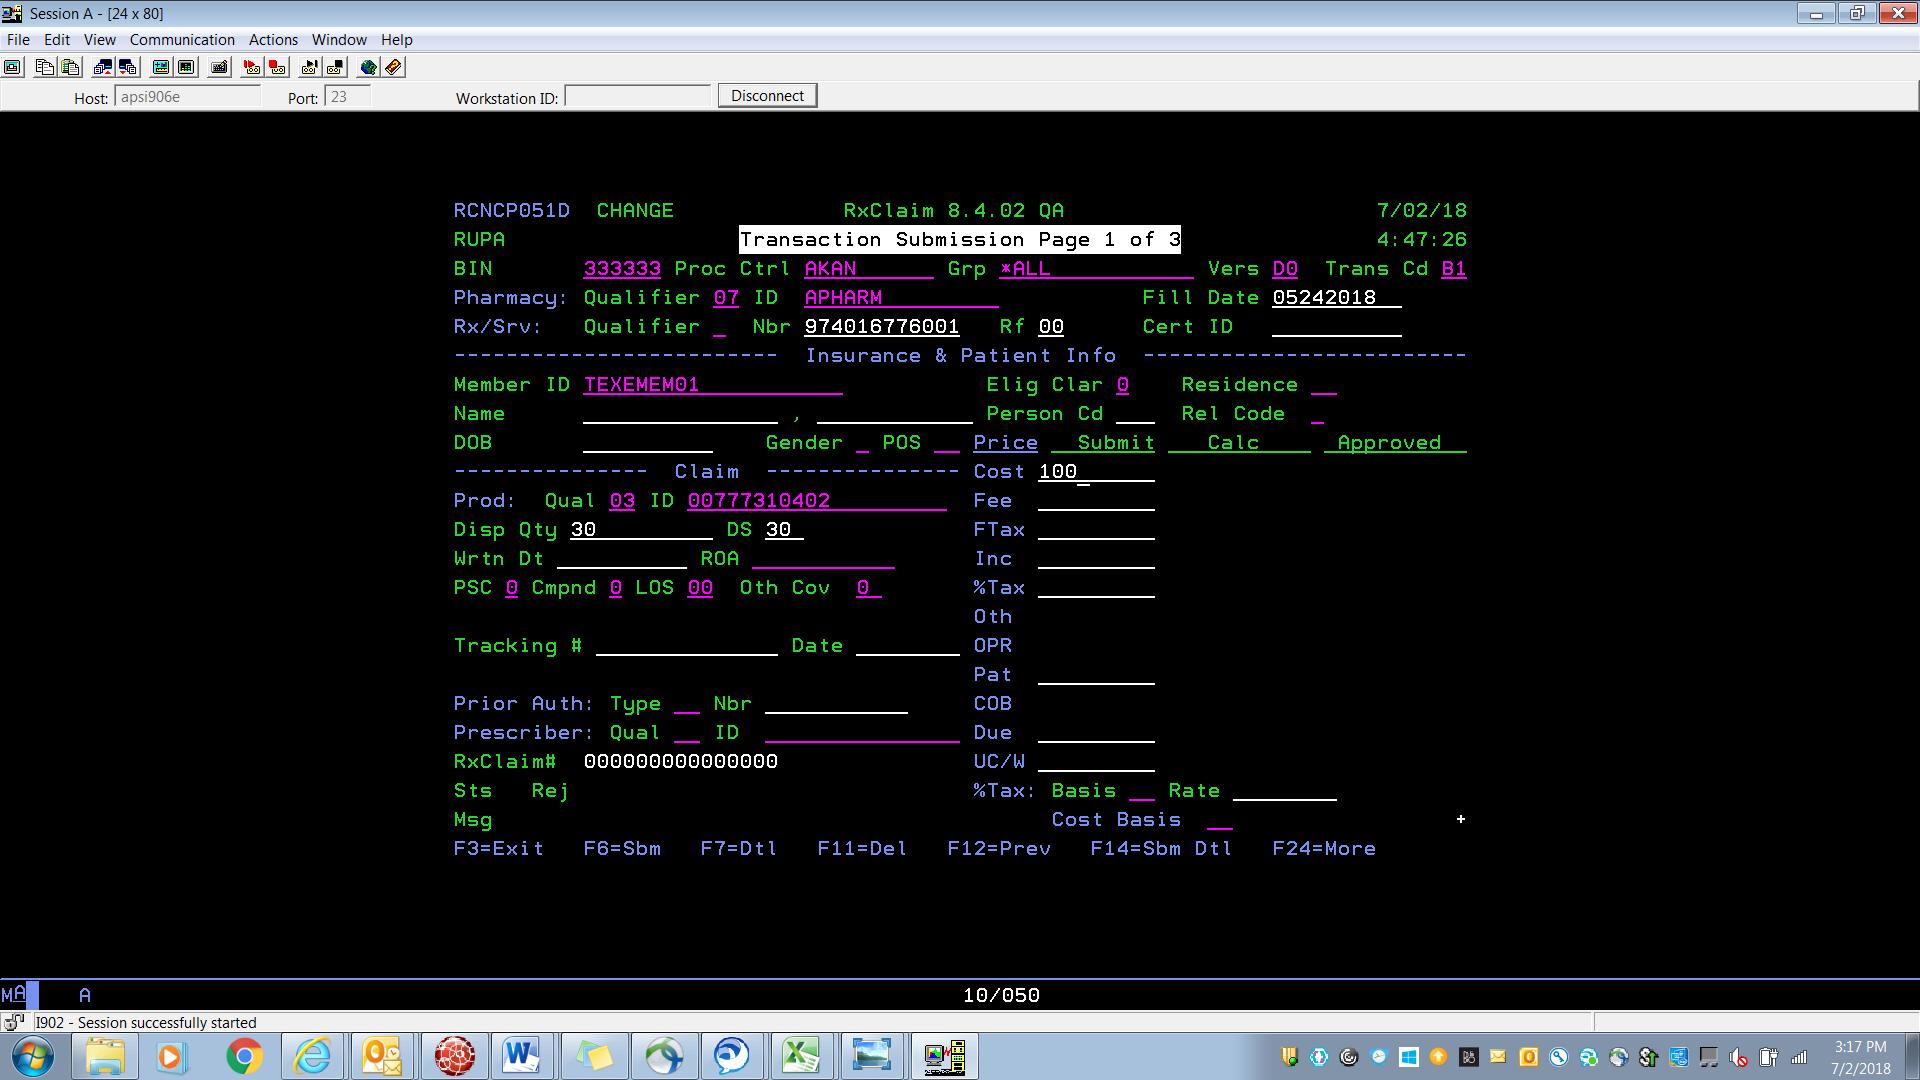 Session A - [24 x 80]
File Edit View Communication Actions Window Help
Host: apsi906e Port: 23 Workstation ID: Disconnect
RCNCP051D CHANGE RxClaim 8.4.02 QA 7/02/18
RUPA Transaction Submission Page 1 of 3 4:47:26
BIN 333333 Proc Ctrl AKAN Grp *ALL Vers D0 Trans Cd B1
Pharmacy: Qualifier 07 ID APHARM Fill Date 05242018
Rx/Srv: Qualifier _ Nbr 974016776001 Rf 00 Cert ID
------------------------- Insurance & Patient Info -------------------------
Member ID TEXEMEM01 Elig Clar 0 Residence
Name , Person Cd Rel Code
DOB Gender POS Price Submit Calc Approved
--------------- Claim --------------- Cost 100
Prod: Qual 03 ID 00777310402 Fee
Disp Qty 30 DS 30 FTax
Wrtn Dt ROA Inc
PSC 0 Cmpnd 0 LOS 00 Oth Cov 0 %Tax
Oth
Tracking # Date OPR
Pat
Prior Auth: Type Nbr COB
Prescriber: Qual ID Due
RxClaim# 000000000000000 UC/W
Sts Rej %Tax: Basis Rate
Msg Cost Basis +
F3=Exit F6=Sbm F7=Dtl F11=Del F12=Prev F14=Sbm Dtl F24=More
MA A 10/050
I902 - Session successfully started
3:17 PM
7/2/2018